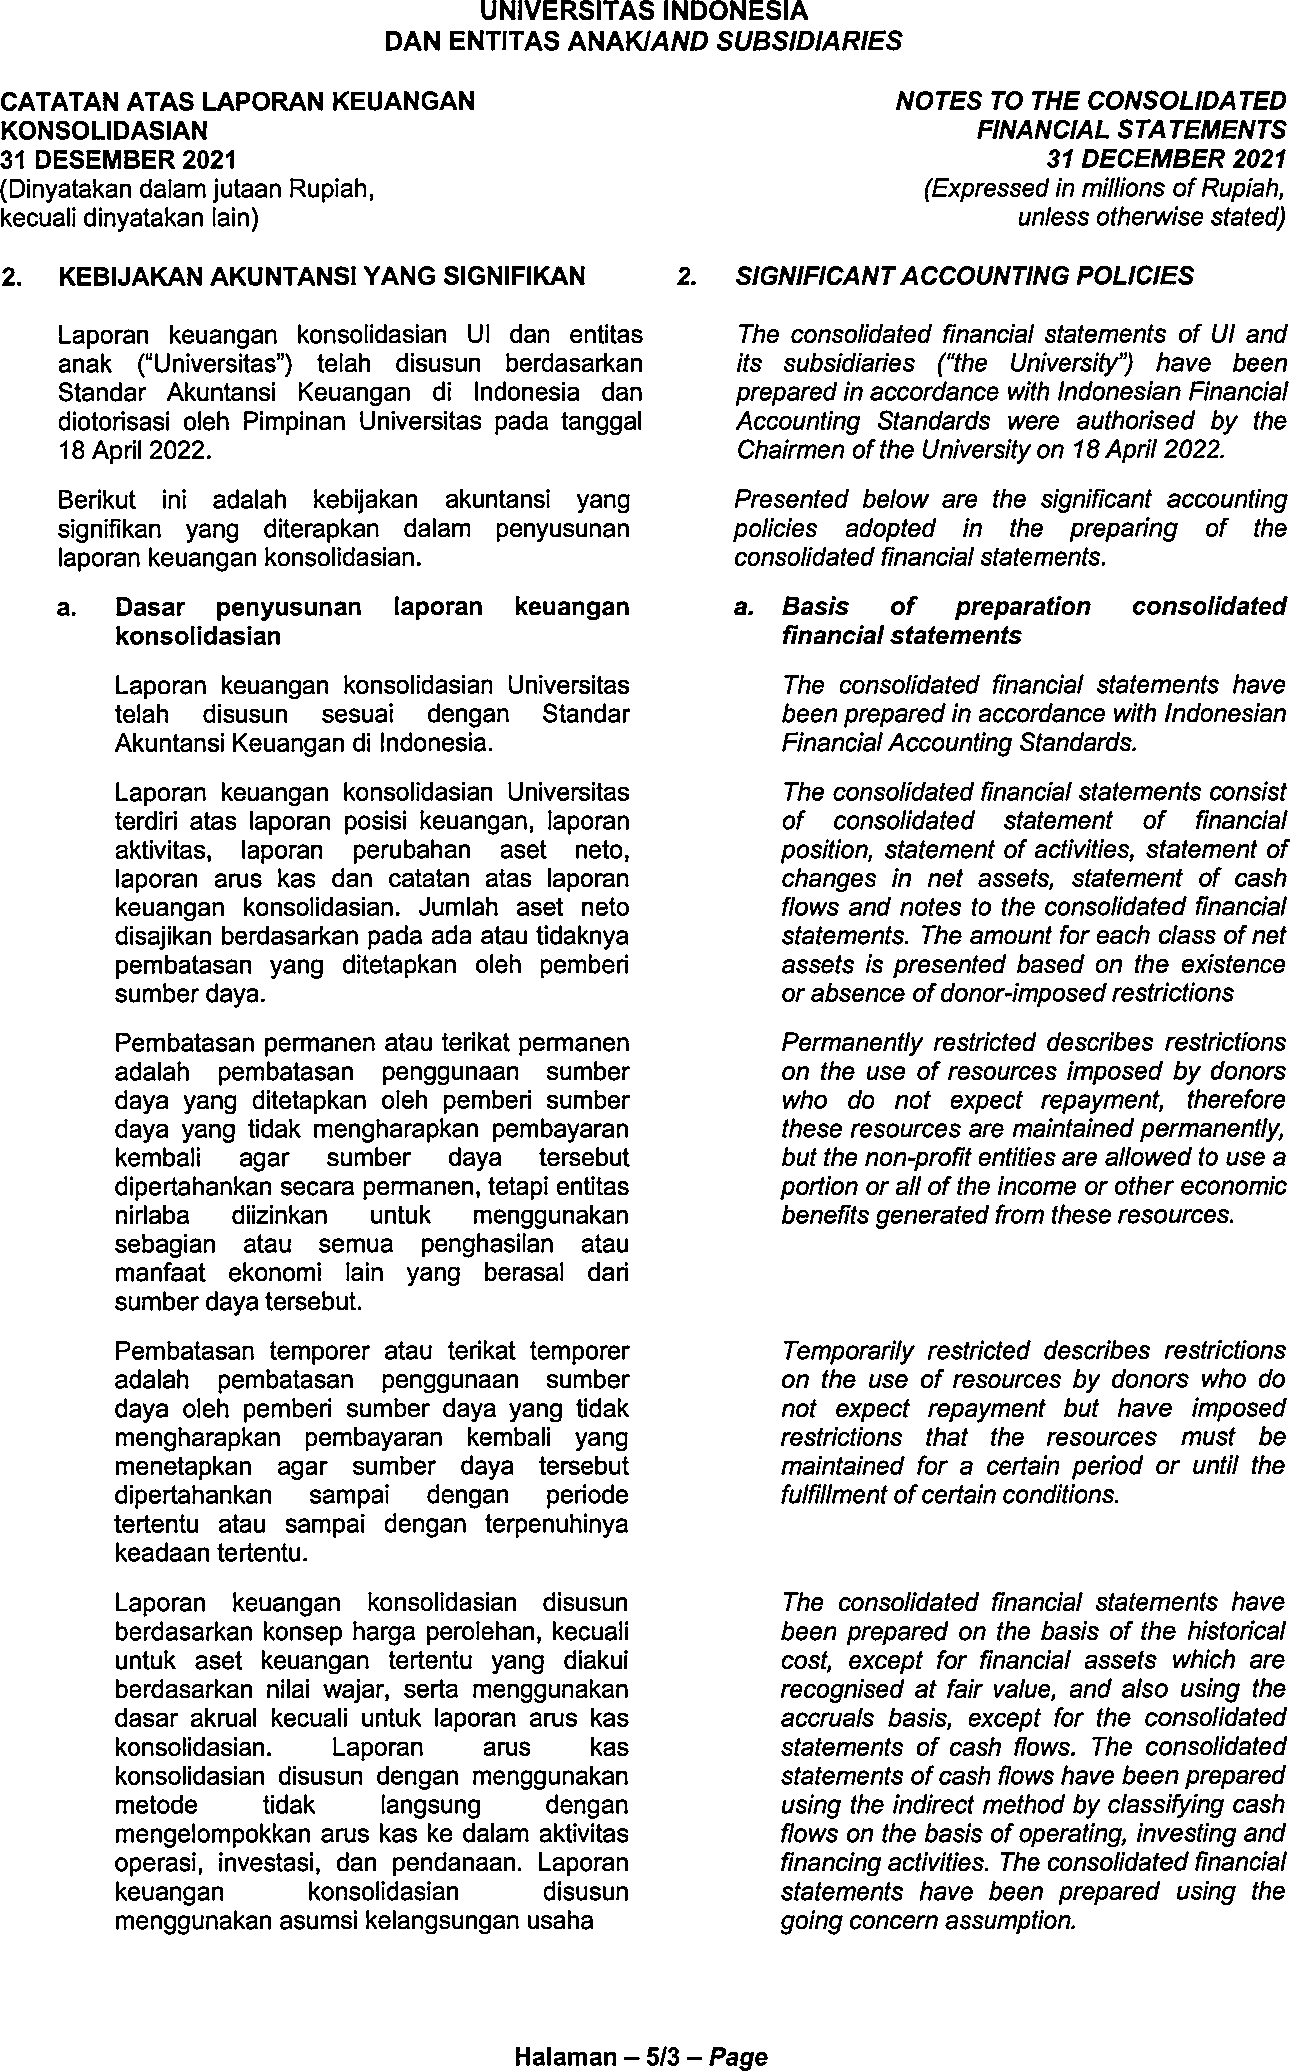 UNIVERSITAS INDONESIA
DAN ENTITAS ANAK/AND SUBSIDIARIES
CATATAN ATAS LAPORAN KEUANGAN
KONSOLIDASIAN
31 DESEMBER 2021
(Dinyatakan dalam jutaan Rupiah,
kecuali dinyatakan lain)
NOTES TO THE CONSOLIDATED
FINANCIAL STATEMENTS
31 DECEMBER 2021
(Expressed in millions of Rupiah,
unless otherwise stated)
2. KEBIJAKAN AKUNTANSI YANG SIGNIFIKAN
Laporan keuangan konsolidasian UI dan entitas
anak (“Universitas”) telah disusun berdasarkan
Standar Akuntansi Keuangan di Indonesia dan
diotorisasi oleh Pimpinan Universitas pada tanggal
18 April 2022.
Berikut ini adalah kebijakan akuntansi yang
signifikan yang diterapkan dalam penyusunan
laporan keuangan konsolidasian.
a. Dasar penyusunan laporan keuangan
konsolidasian
Laporan keuangan konsolidasian Universitas
telah disusun sesuai dengan Standar
Akuntansi Keuangan di Indonesia.
Laporan keuangan konsolidasian Universitas
terdiri atas laporan posisi keuangan, laporan
aktivitas, laporan perubahan aset neto,
laporan arus kas dan catatan atas laporan
keuangan konsolidasian. Jumlah aset neto
disajikan berdasarkan pada ada atau tidaknya
pembatasan yang ditetapkan oleh pemberi
sumber daya.
Pembatasan permanen atau terikat permanen
adalah pembatasan penggunaan sumber
daya yang ditetapkan oleh pemberi sumber
daya yang tidak mengharapkan pembayaran
kembali agar sumber daya tersebut
dipertahankan secara permanen, tetapi entitas
nirlaba diizinkan untuk menggunakan
sebagian atau semua penghasilan atau
manfaat ekonomi lain yang berasal dari
sumber daya tersebut.
Pembatasan temporer atau terikat temporer
adalah pembatasan penggunaan sumber
daya oleh pemberi sumber daya yang tidak
mengharapkan pembayaran kembali yang
menetapkan agar sumber daya tersebut
dipertahankan sampai dengan periode
tertentu atau sampai dengan terpenuhinya
keadaan tertentu.
Laporan keuangan konsolidasian disusun
berdasarkan konsep harga perolehan, kecuali
untuk aset keuangan tertentu yang diakui
berdasarkan nilai wajar, serta menggunakan
dasar akrual kecuali untuk laporan arus kas
konsolidasian. Laporan arus kas
konsolidasian disusun dengan menggunakan
metode tidak langsung dengan
mengelompokkan arus kas ke dalam aktivitas
operasi, investasi, dan pendanaan. Laporan
keuangan konsolidasian disusun
menggunakan asumsi kelangsungan usaha
2. SIGNIFICANT ACCOUNTING POLICIES
The consolidated financial statements of UI and
its subsidiaries (“the University”) have been
prepared in accordance with Indonesian Financial
Accounting Standards were authorised by the
Chairmen of the University on 18 April 2022.
Presented below are the significant accounting
policies adopted in the preparing of the
consolidated financial statements.
a. Basis of preparation consolidated
financial statements
The consolidated financial statements have
been prepared in accordance with Indonesian
Financial Accounting Standards.
The consolidated financial statements consist
of consolidated statement of financial
position, statement of activities, statement of
changes in net assets, statement of cash
flows and notes to the consolidated financial
statements. The amount for each class of net
assets is presented based on the existence
or absence of donor-imposed restrictions
Permanently restricted describes restrictions
on the use of resources imposed by donors
who do not expect repayment, therefore
these resources are maintained permanently,
but the non-profit entities are allowed to use a
portion or all of the income or other economic
benefits generated from these resources.
Temporarily restricted describes restrictions
on the use of resources by donors who do
not expect repayment but have imposed
restrictions that the resources must be
maintained for a certain period or until the
fulfillment of certain conditions.
The consolidated financial statements have
been prepared on the basis of the historical
cost, except for financial assets which are
recognised at fair value, and also using the
accruals basis, except for the consolidated
statements of cash flows. The consolidated
statements of cash flows have been prepared
using the indirect method by classifying cash
flows on the basis of operating, investing and
financing activities. The consolidated financial
statements have been prepared using the
going concern assumption.
Halaman – 5/3 – Page